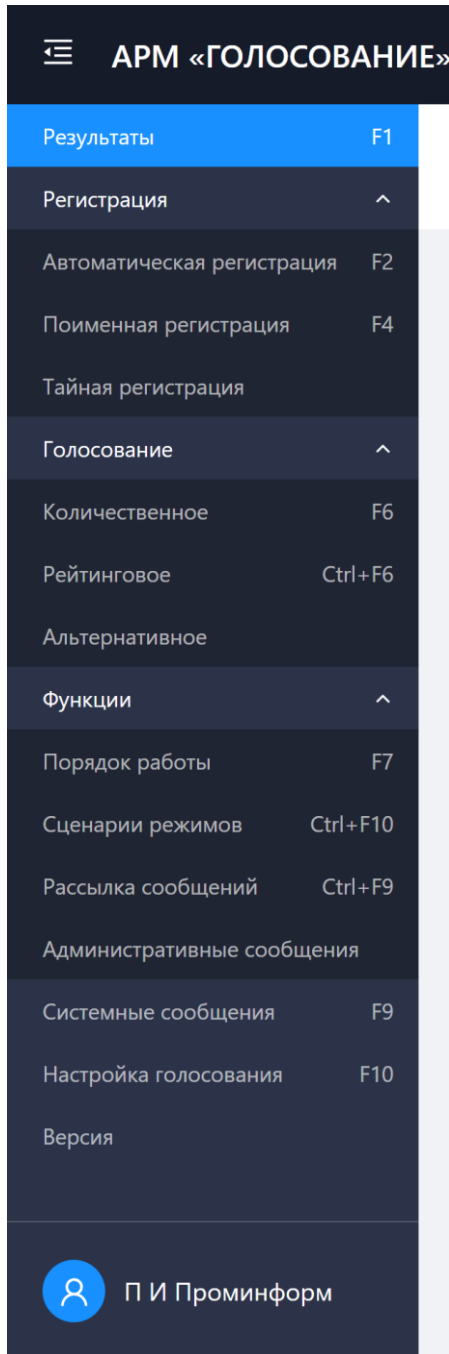 АРМ «ГОЛОСОВАНИЕ»
Результаты F1
Регистрация
Автоматическая регистрация F2
Поименная регистрация F4
Тайная регистрация
Голосование
Количественное F6
Рейтинговое Ctrl+F6
Альтернативное
Функции
Порядок работы F7
Сценарии режимов Ctrl+F10
Рассылка сообщений Ctrl+F9
Административные сообщения
Системные сообщения F9
Настройка голосования F10
Версия
П И Проминформ